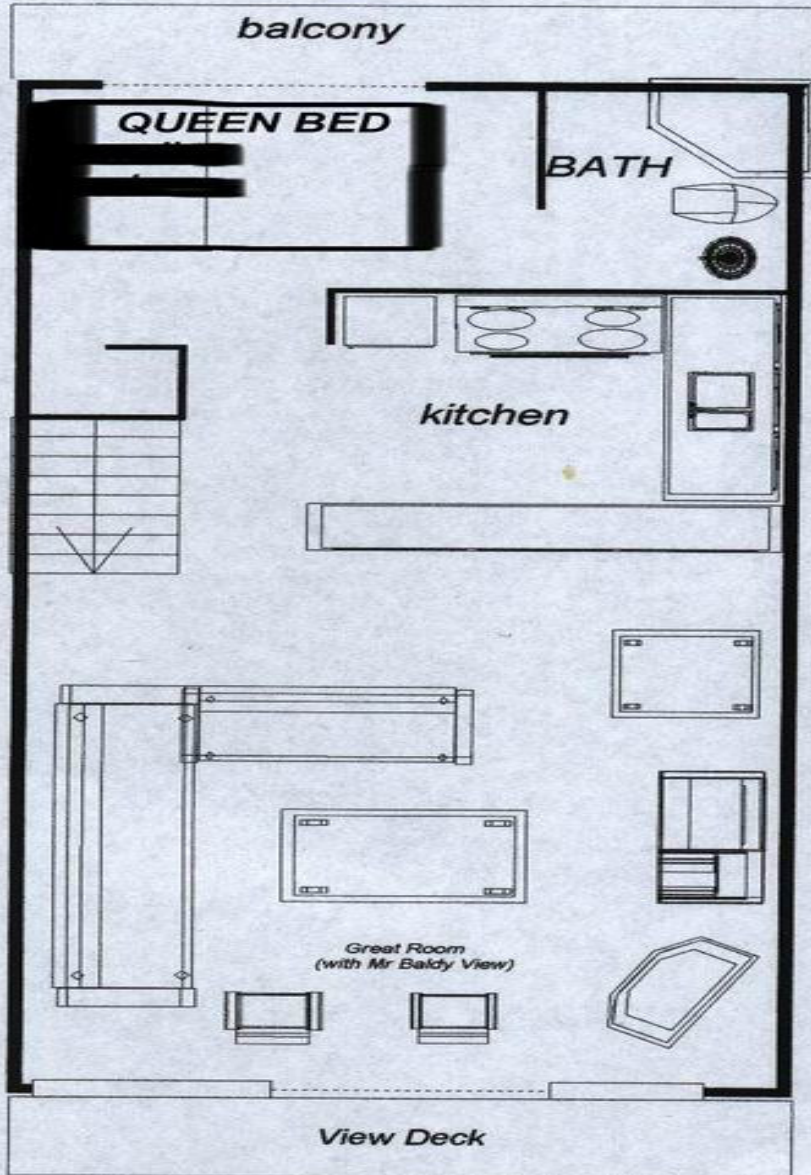 balcony
QUEEN BED
BATH
kitchen
Great Room
(with Mr Baldy View)
View Deck